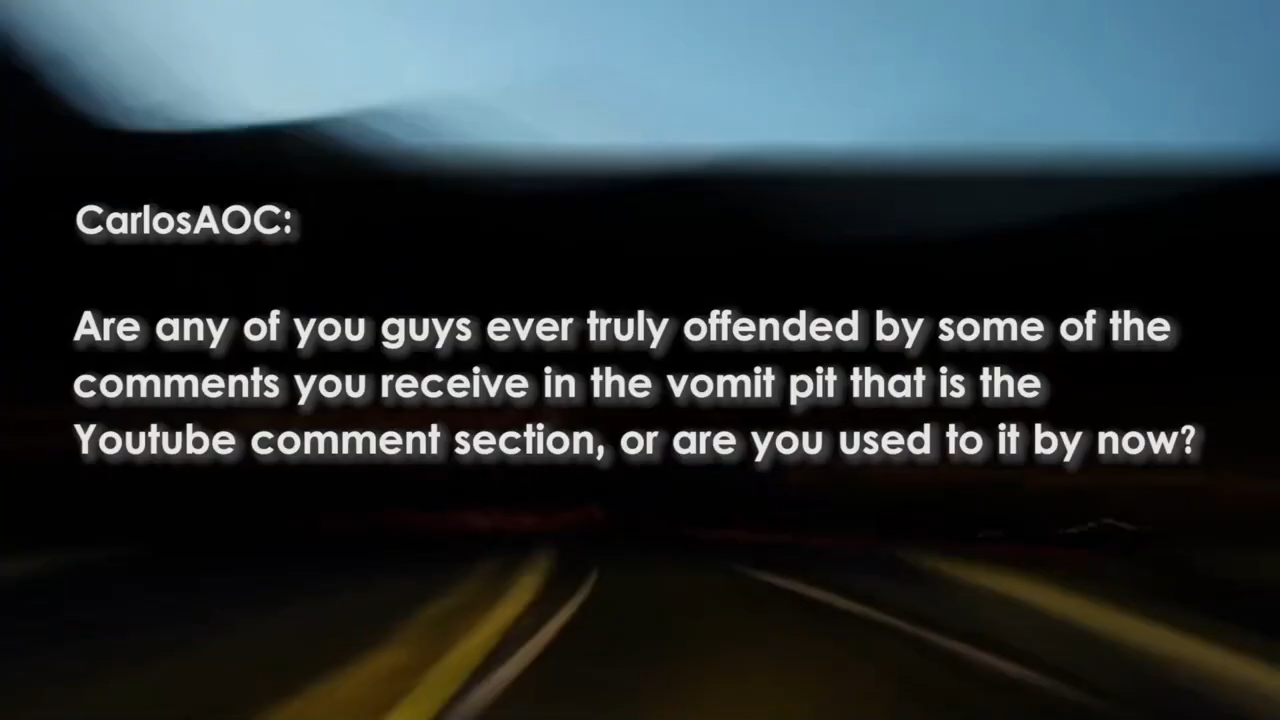 CarlosAOC:
Are any of you guys ever truly offended by some of the
comments you receive in the vomit pit that is the
Youtube comment section, or are you used to it by now?